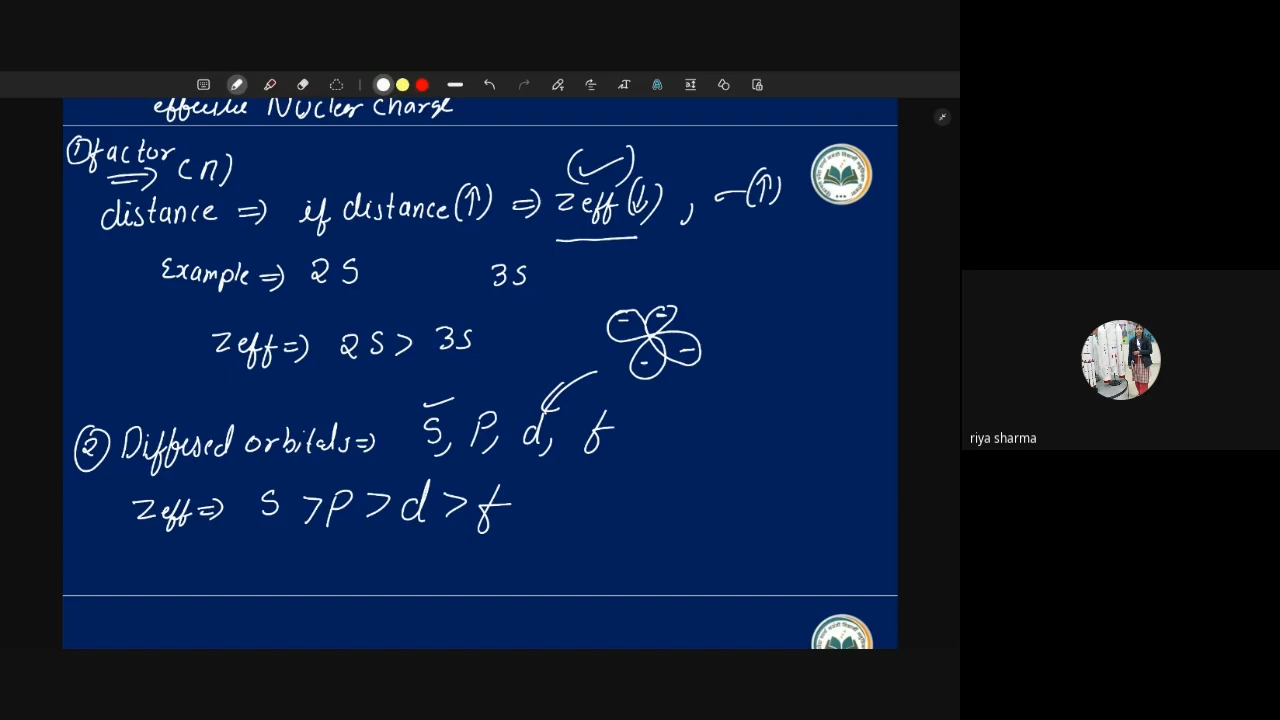 effective Nuclear Charge
① factor (n)
distance ⇒ if distance (↑) ⇒ Zeff (↓) , (↑)
Example ⇒ 2S 3S
Zeff ⇒ 2S > 3S
② Diffused orbitals ⇒ S, P, d, f
Zeff ⇒ S > P > d > f
riya sharma